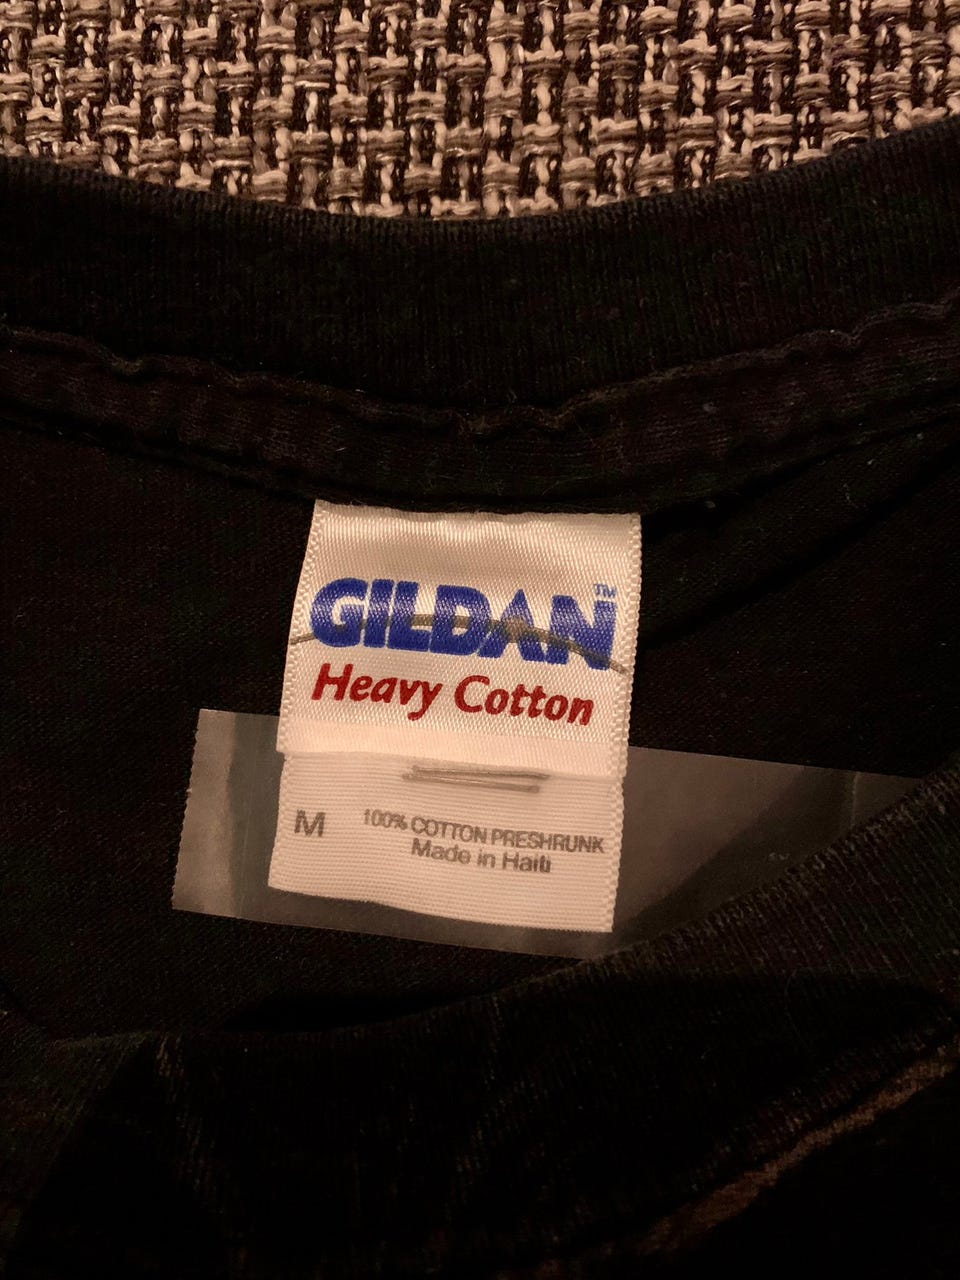 GILDAN™
Heavy Cotton
M 100% COTTON PRESHRUNK
Made in Haiti